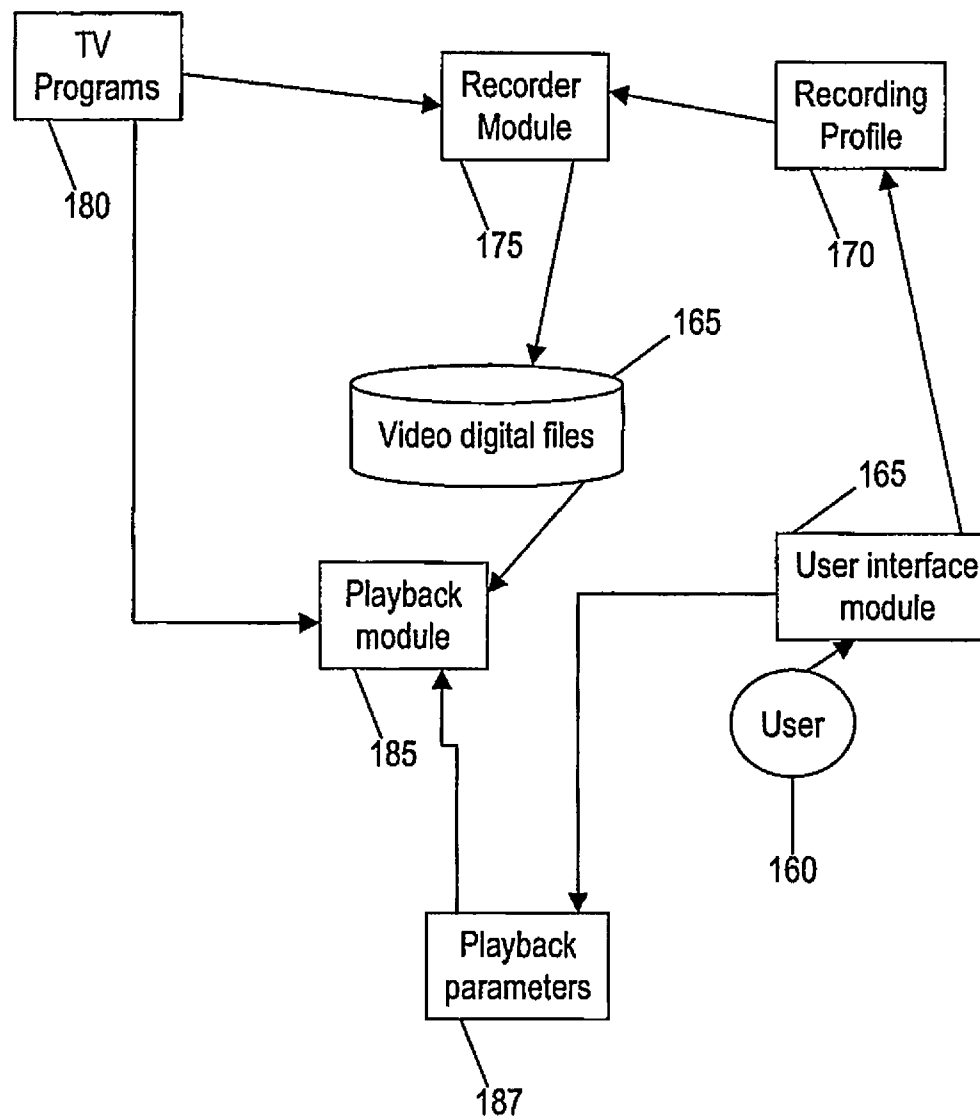 TV
Programs
180
Recorder
Module
175
Recording
Profile
170
165
Video digital files
165
User interface
module
Playback
module
185
User
160
Playback
parameters
187